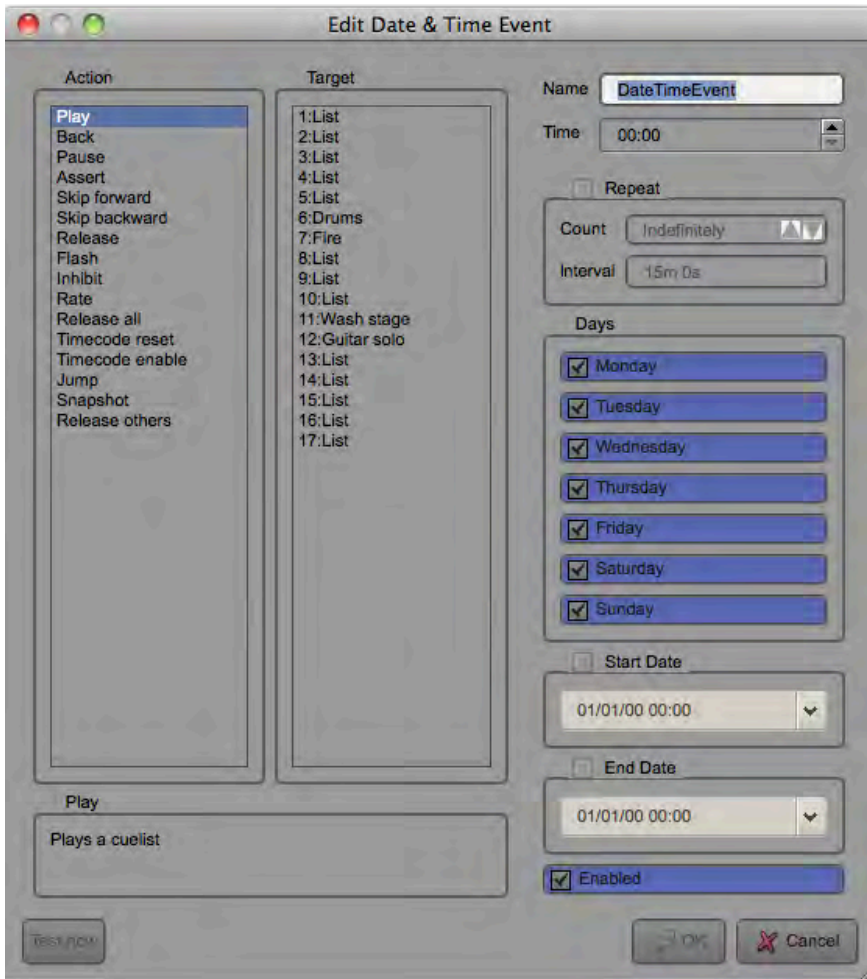 Edit Date & Time Event
Action
Play
Back
Pause
Assert
Skip forward
Skip backward
Release
Flash
Inhibit
Rate
Release all
Timecode reset
Timecode enable
Jump
Snapshot
Release others
Target
1:List
2:List
3:List
4:List
5:List
6:Drums
7:Fire
8:List
9:List
10:List
11:Wash stage
12:Guitar solo
13:List
14:List
15:List
16:List
17:List
Name DateTimeEvent
Time 00:00
Repeat
Count Indefinitely
Interval 15m 0s
Days
Monday
Tuesday
Wednesday
Thursday
Friday
Saturday
Sunday
Start Date
01/01/00 00:00
End Date
01/01/00 00:00
Enabled
Play
Plays a cuelist
Test now
OK
Cancel